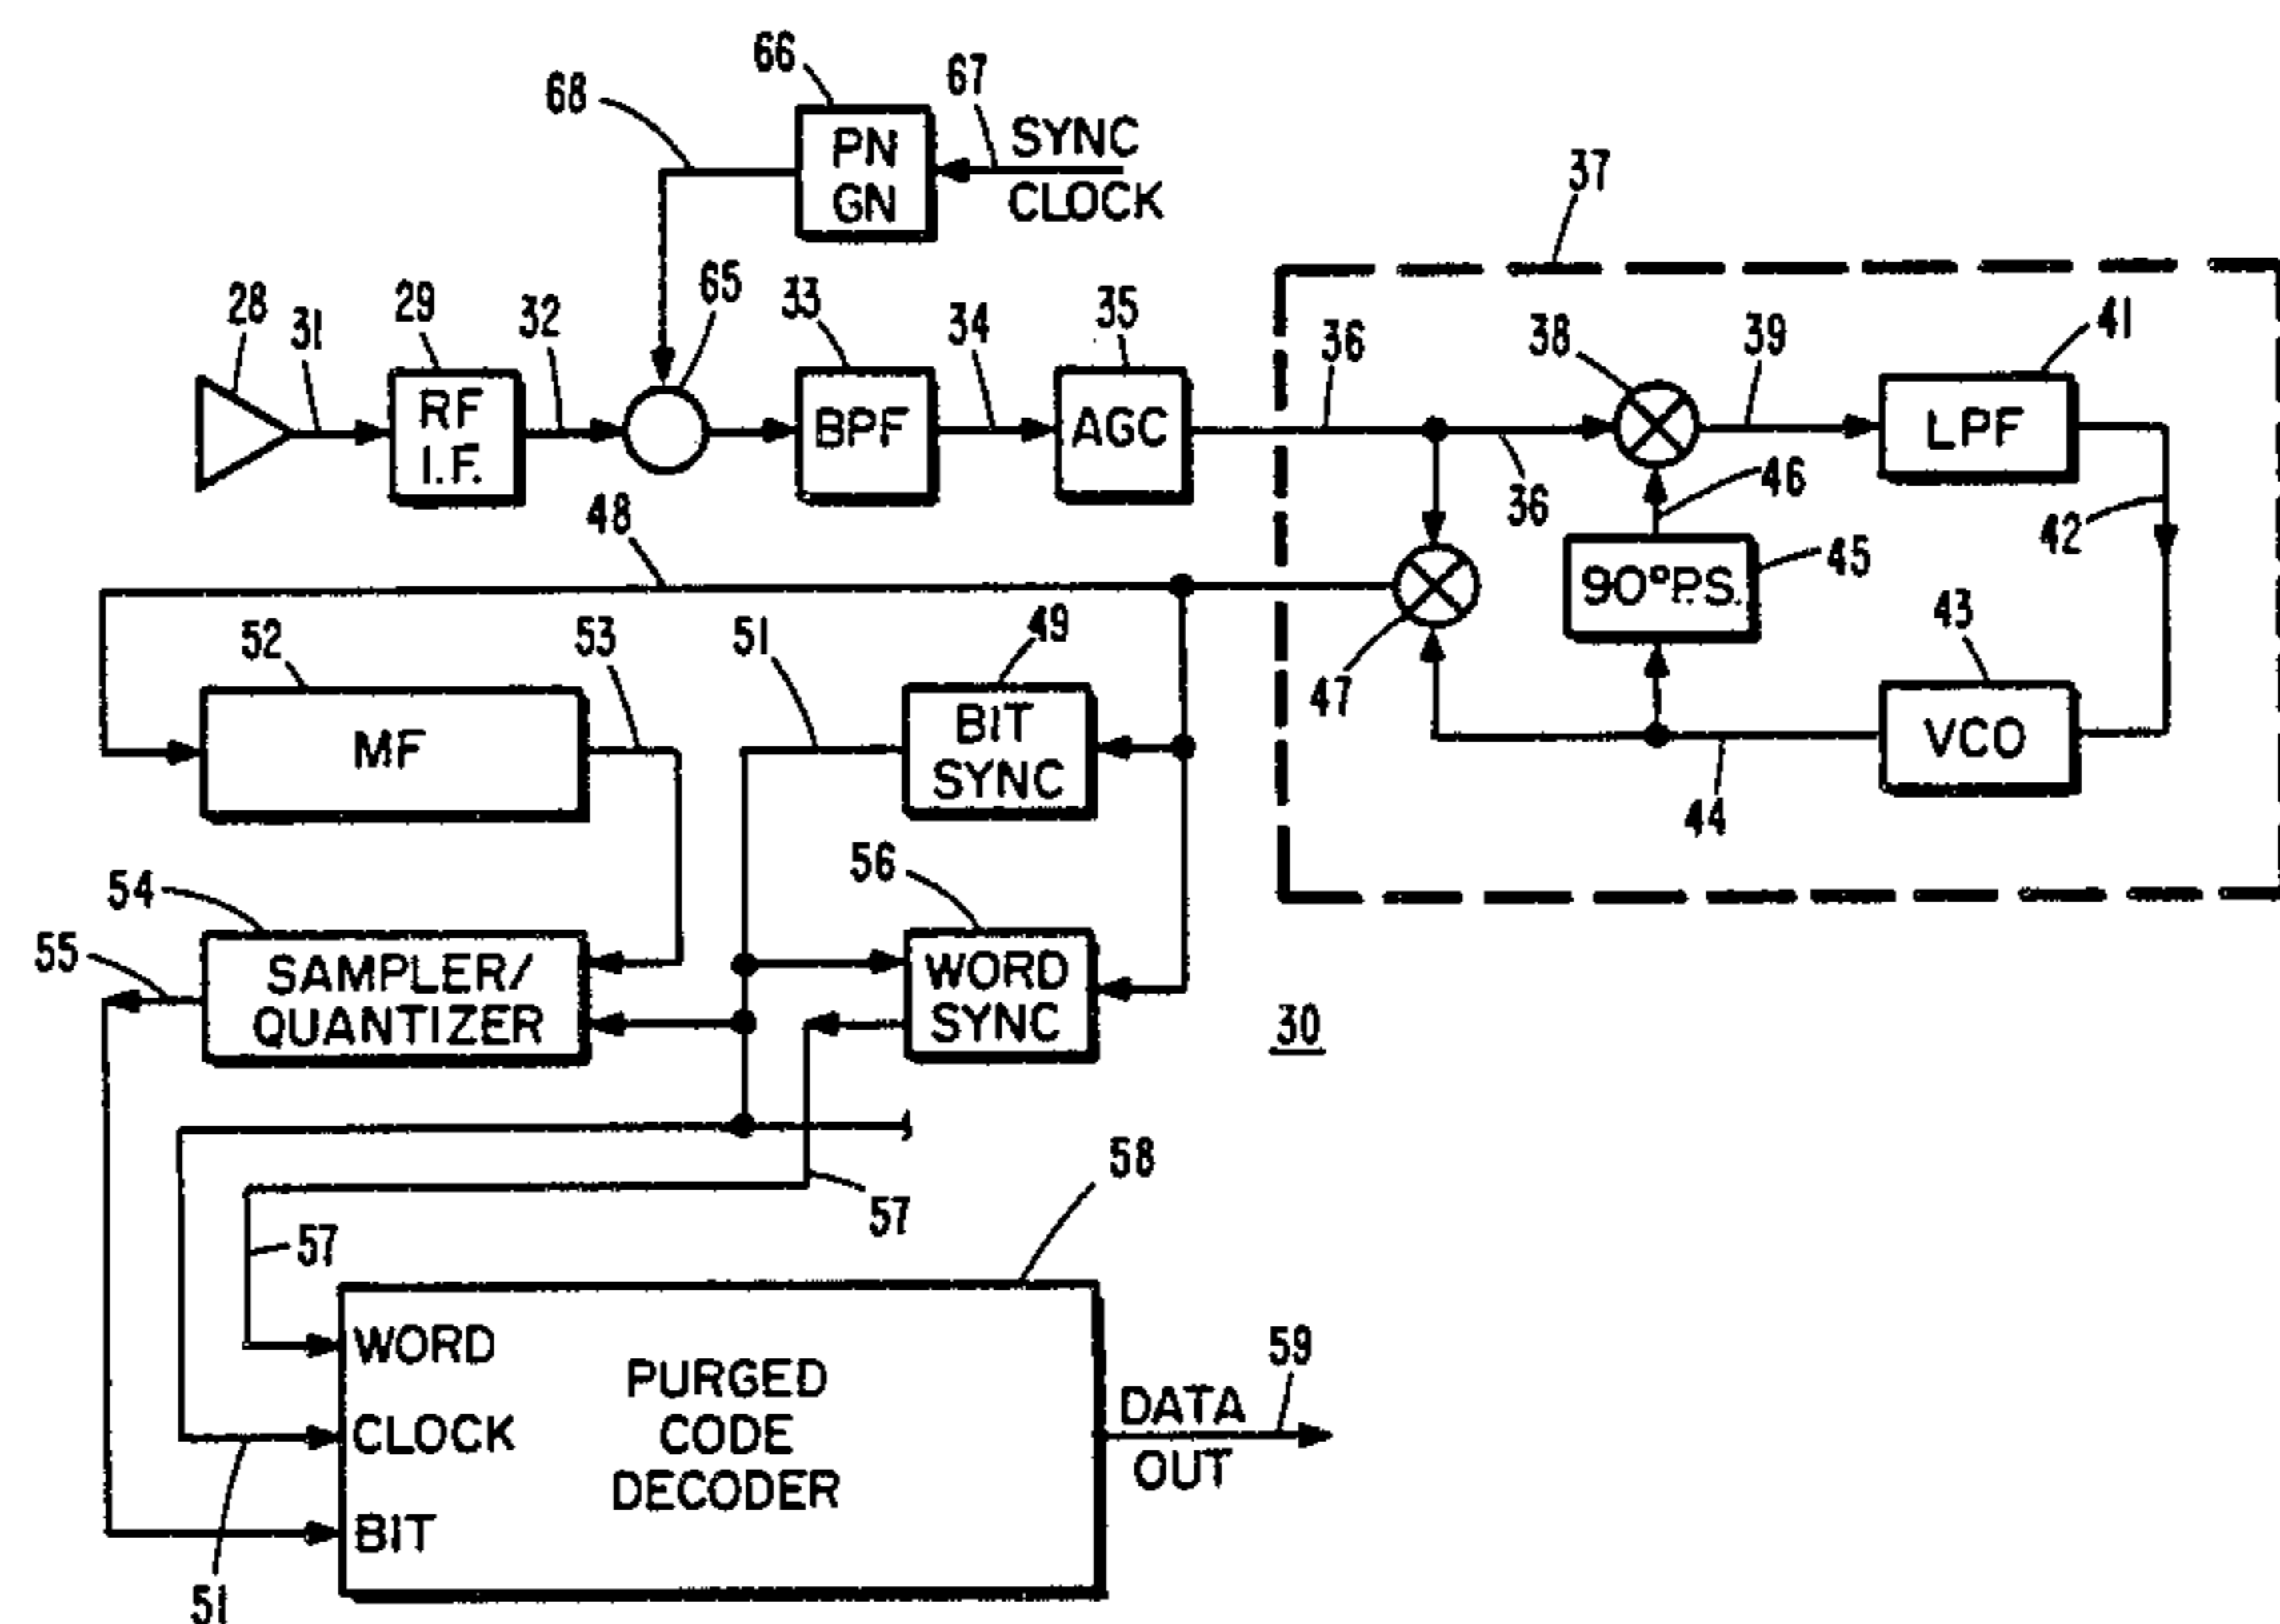 66
67
68
PN
GN
SYNC
CLOCK
37
28
31
29
32
65
33
34
35
36
38
39
41
RF
I.F.
BPF
AGC
LPF
48
36
46
42
45
90°P.S.
47
43
VCO
44
52
53
51
49
MF
BIT
SYNC
54
56
55
SAMPLER/
QUANTIZER
WORD
SYNC
30
57
57
58
WORD
CLOCK
BIT
PURGED
CODE
DECODER
DATA
OUT
59
51